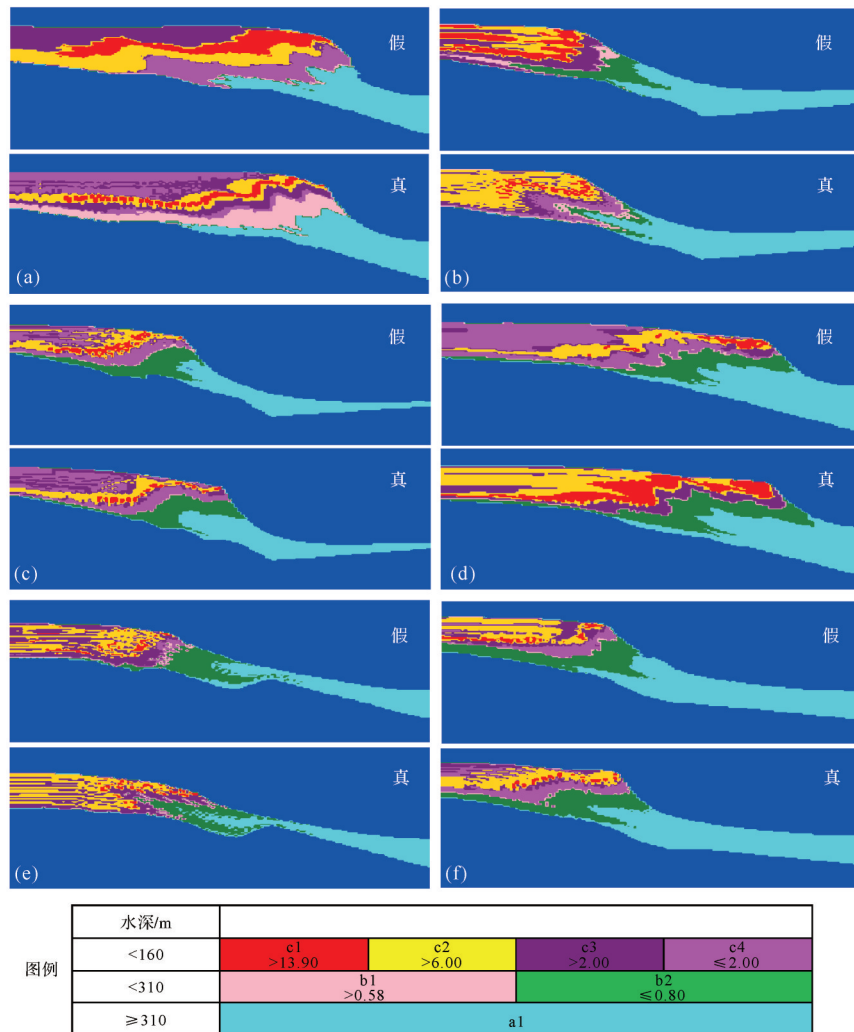 假
假
真
真
(a)
(b)
假
假
真
真
(c)
(d)
假
假
真
真
(e)
(f)
图例
水深/m
<160
c1
>13.90
c2
>6.00
c3
>2.00
c4
≤2.00
<310
b1
>0.58
b2
≤0.80
≥310
a1